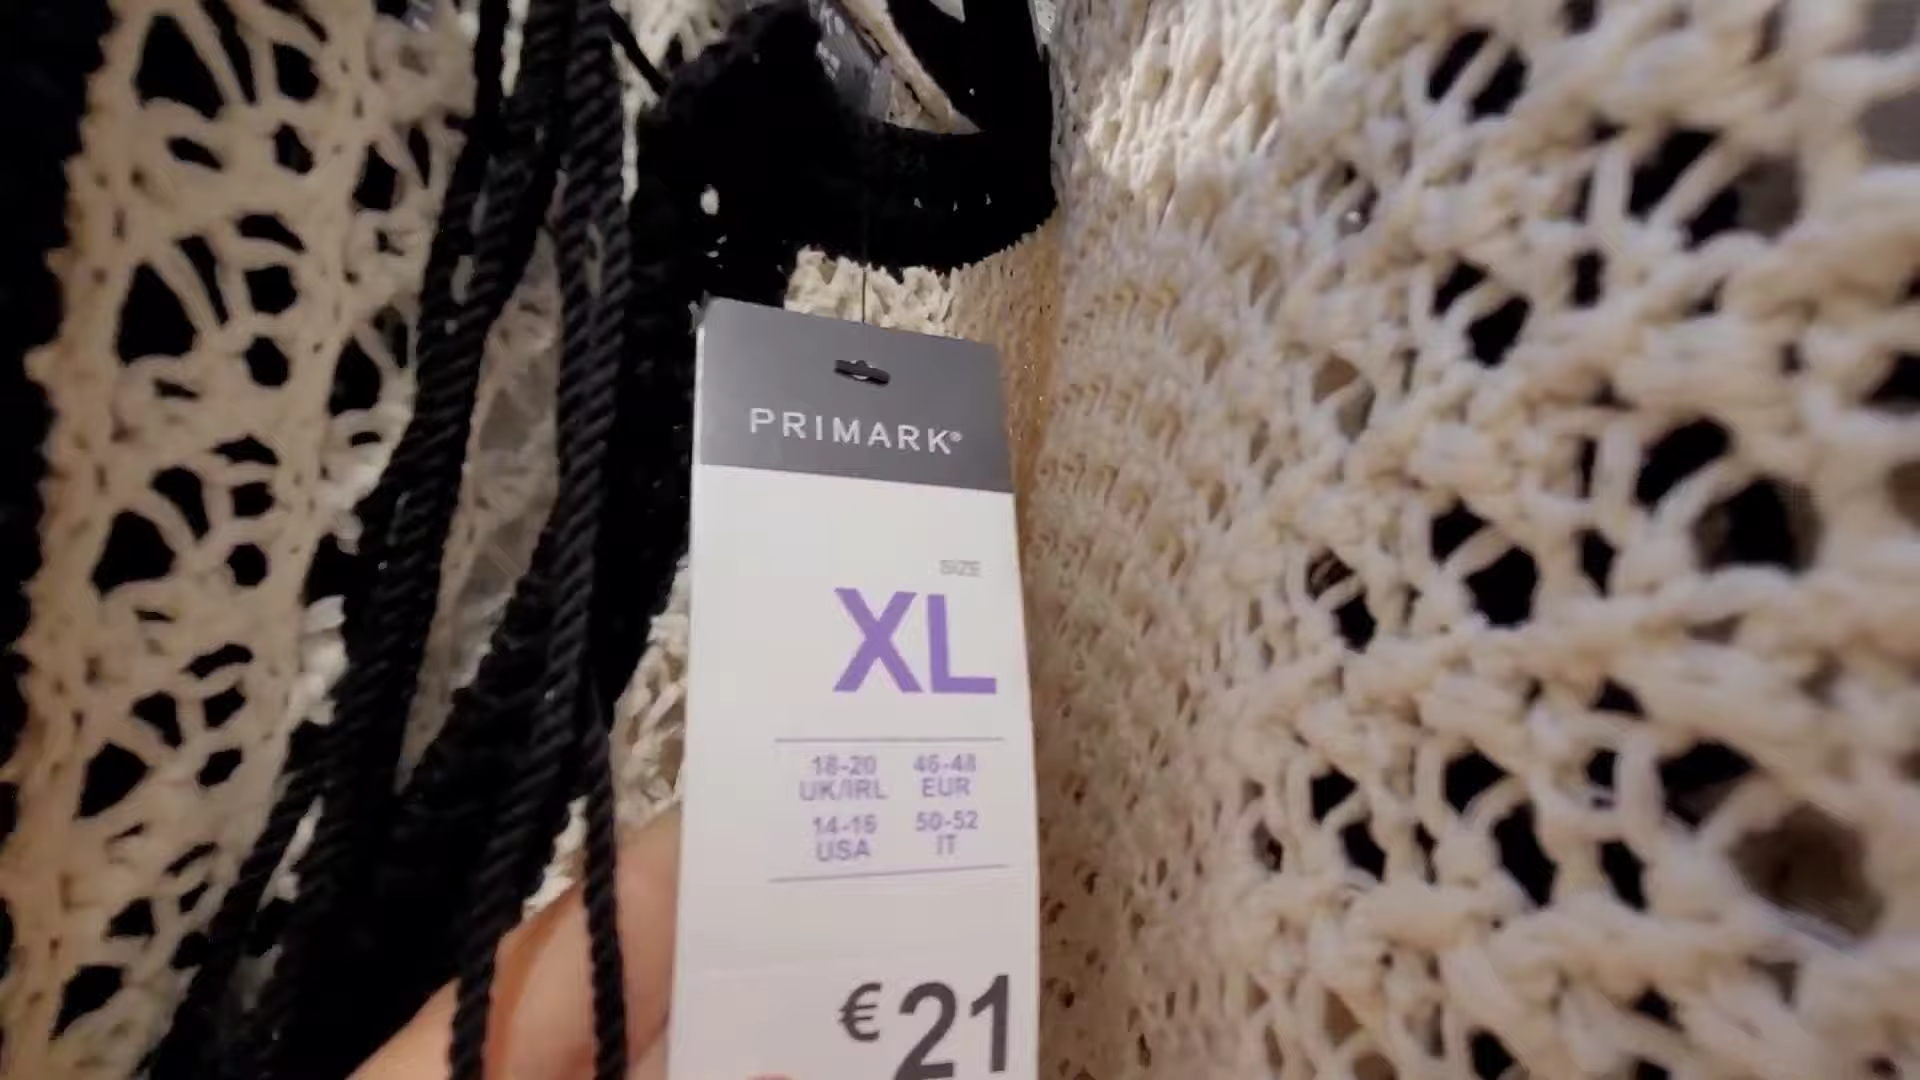 PRIMARK®
SIZE
XL
18-20 46-48
UK/IRL EUR
14-16 50-52
USA IT
€21